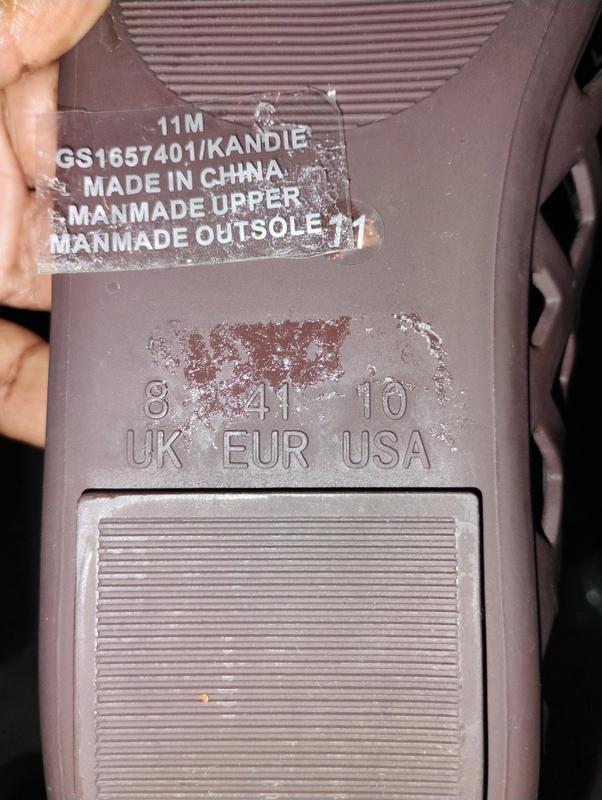 11M
GS1657401/KANDIE
MADE IN CHINA
MANMADE UPPER
MANMADE OUTSOLE
11
8 41 10
UK EUR USA